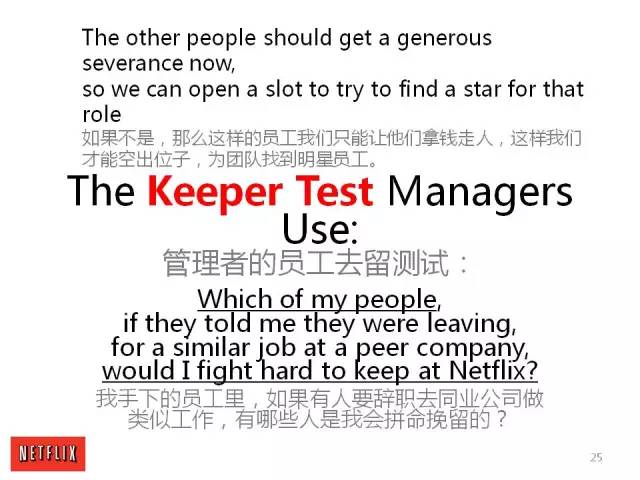 The other people should get a generous
severance now,
so we can open a slot to try to find a star for that
role
如果不是，那么这样的员工我们只能让他们拿钱走人，这样我们
才能空出位子，为团队找到明星员工。
The Keeper Test Managers
Use:
管理者的员工去留测试：
Which of my people,
if they told me they were leaving,
for a similar job at a peer company,
would I fight hard to keep at Netflix?
我手下的员工里，如果有人要辞职去同业公司做
类似工作，有哪些人是我会拼命挽留的？
NETFLIX
25